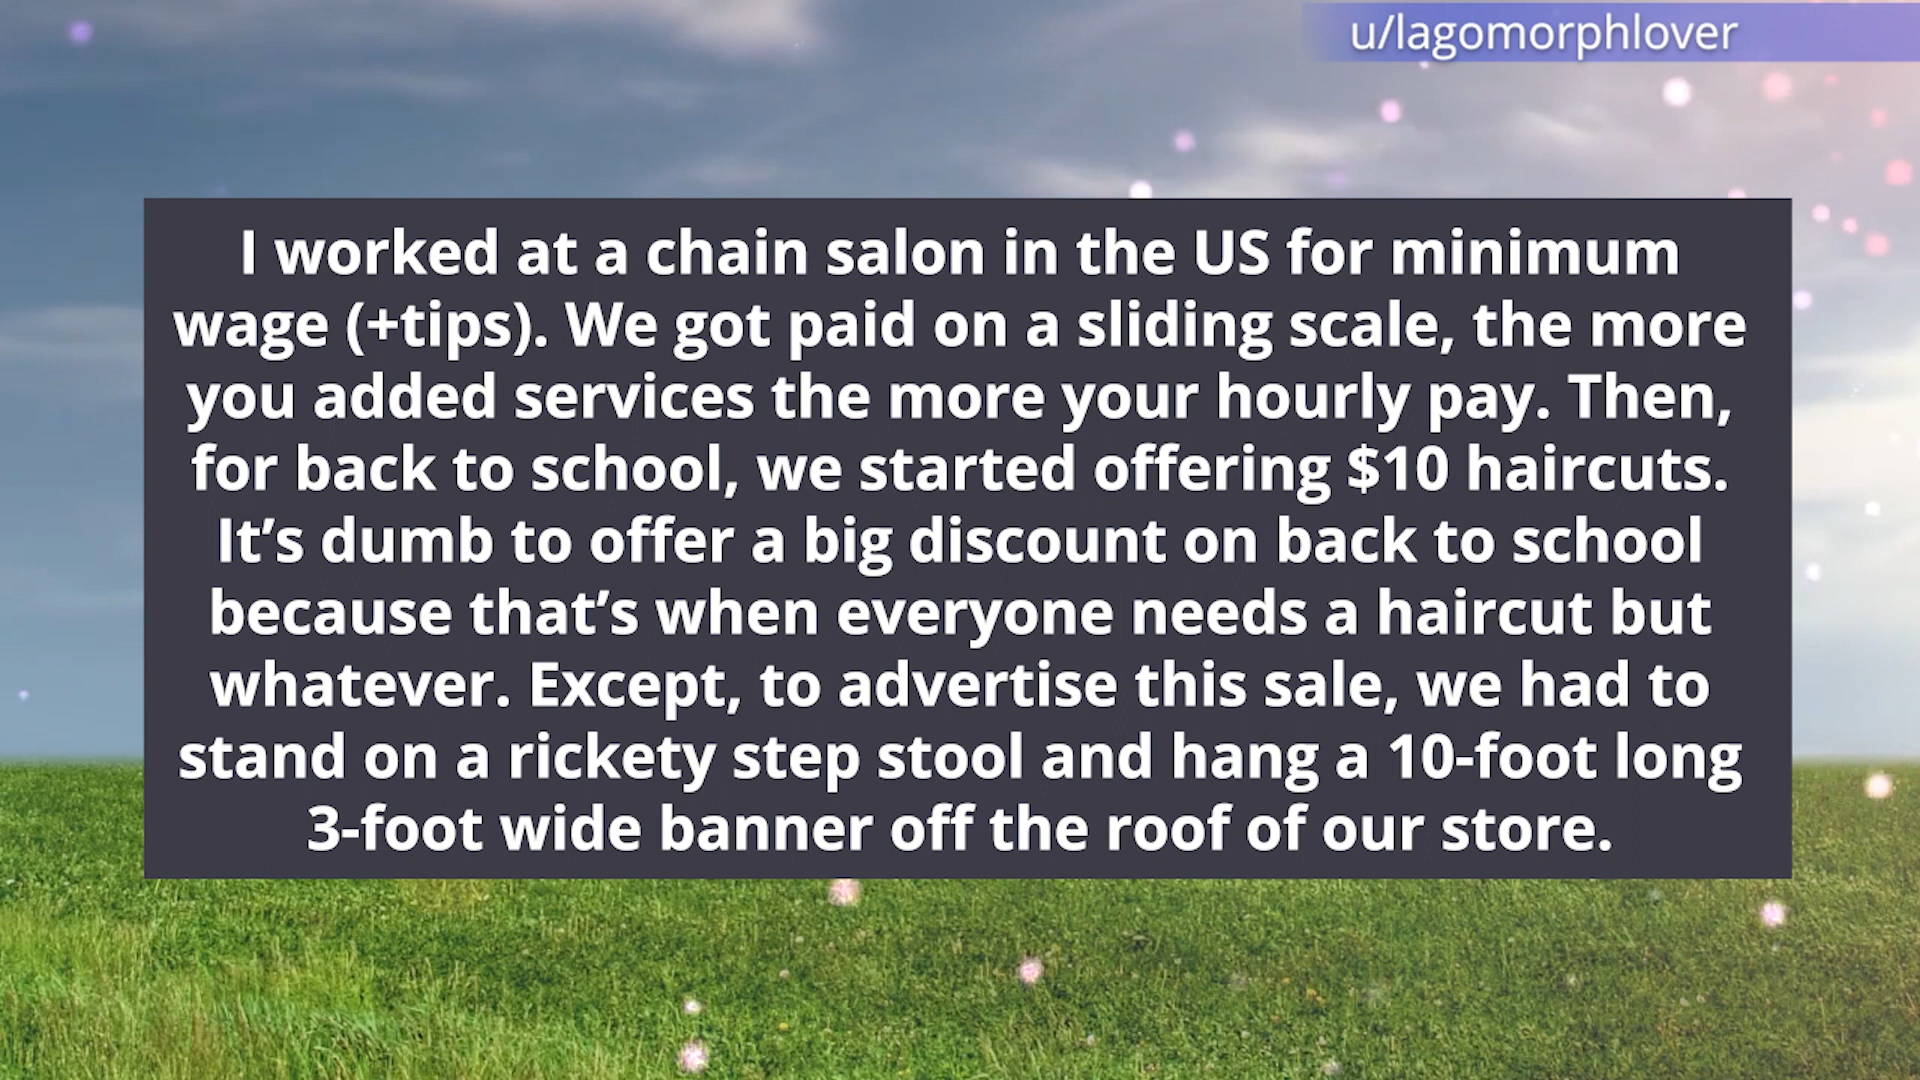 u/lagomorphlover
I worked at a chain salon in the US for minimum
wage (+tips). We got paid on a sliding scale, the more
you added services the more your hourly pay. Then,
for back to school, we started offering $10 haircuts.
It’s dumb to offer a big discount on back to school
because that’s when everyone needs a haircut but
whatever. Except, to advertise this sale, we had to
stand on a rickety step stool and hang a 10-foot long
3-foot wide banner off the roof of our store.